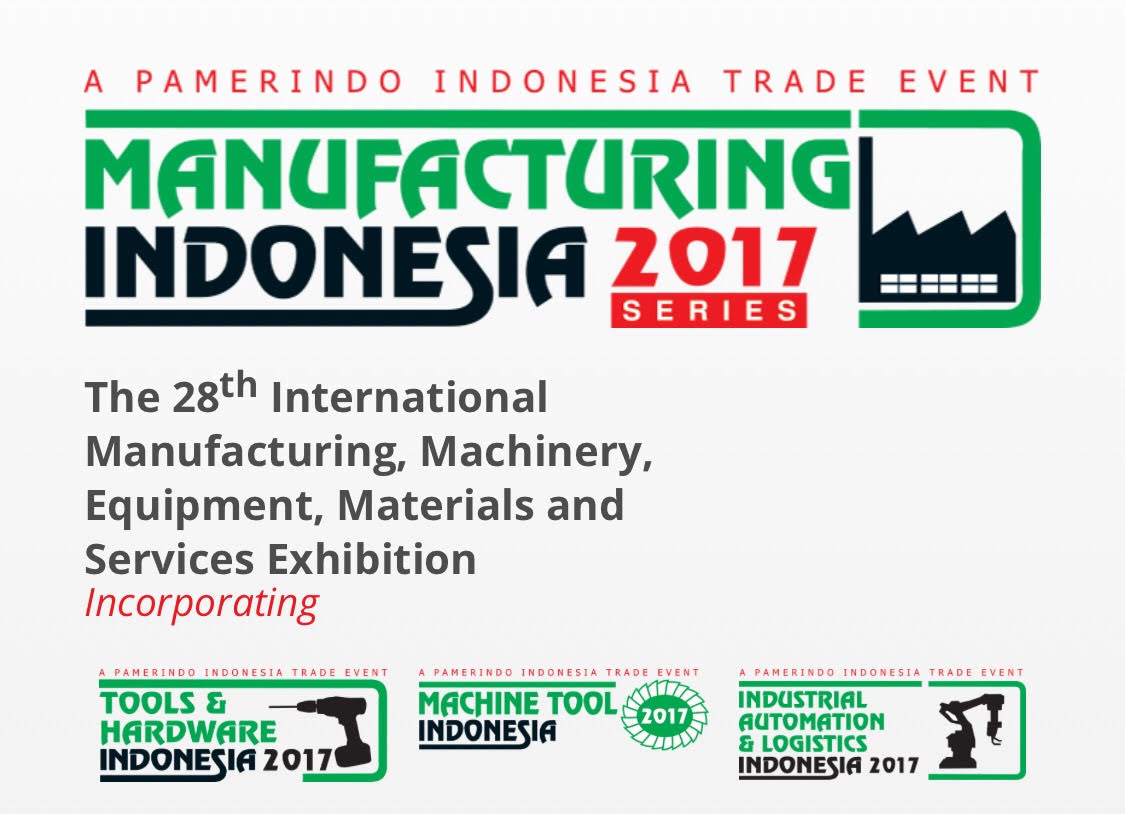 A PAMERINDO INDONESIA TRADE EVENT
MANUFACTURING
INDONESIA 2017
SERIES
The 28th International
Manufacturing, Machinery,
Equipment, Materials and
Services Exhibition
Incorporating
A PAMERINDO INDONESIA TRADE EVENT
TOOLS &
HARDWARE
INDONESIA 2017
A PAMERINDO INDONESIA TRADE EVENT
MACHINE TOOL
INDONESIA
2017
A PAMERINDO INDONESIA TRADE EVENT
INDUSTRIAL
AUTOMATION
& LOGISTICS
INDONESIA 2017